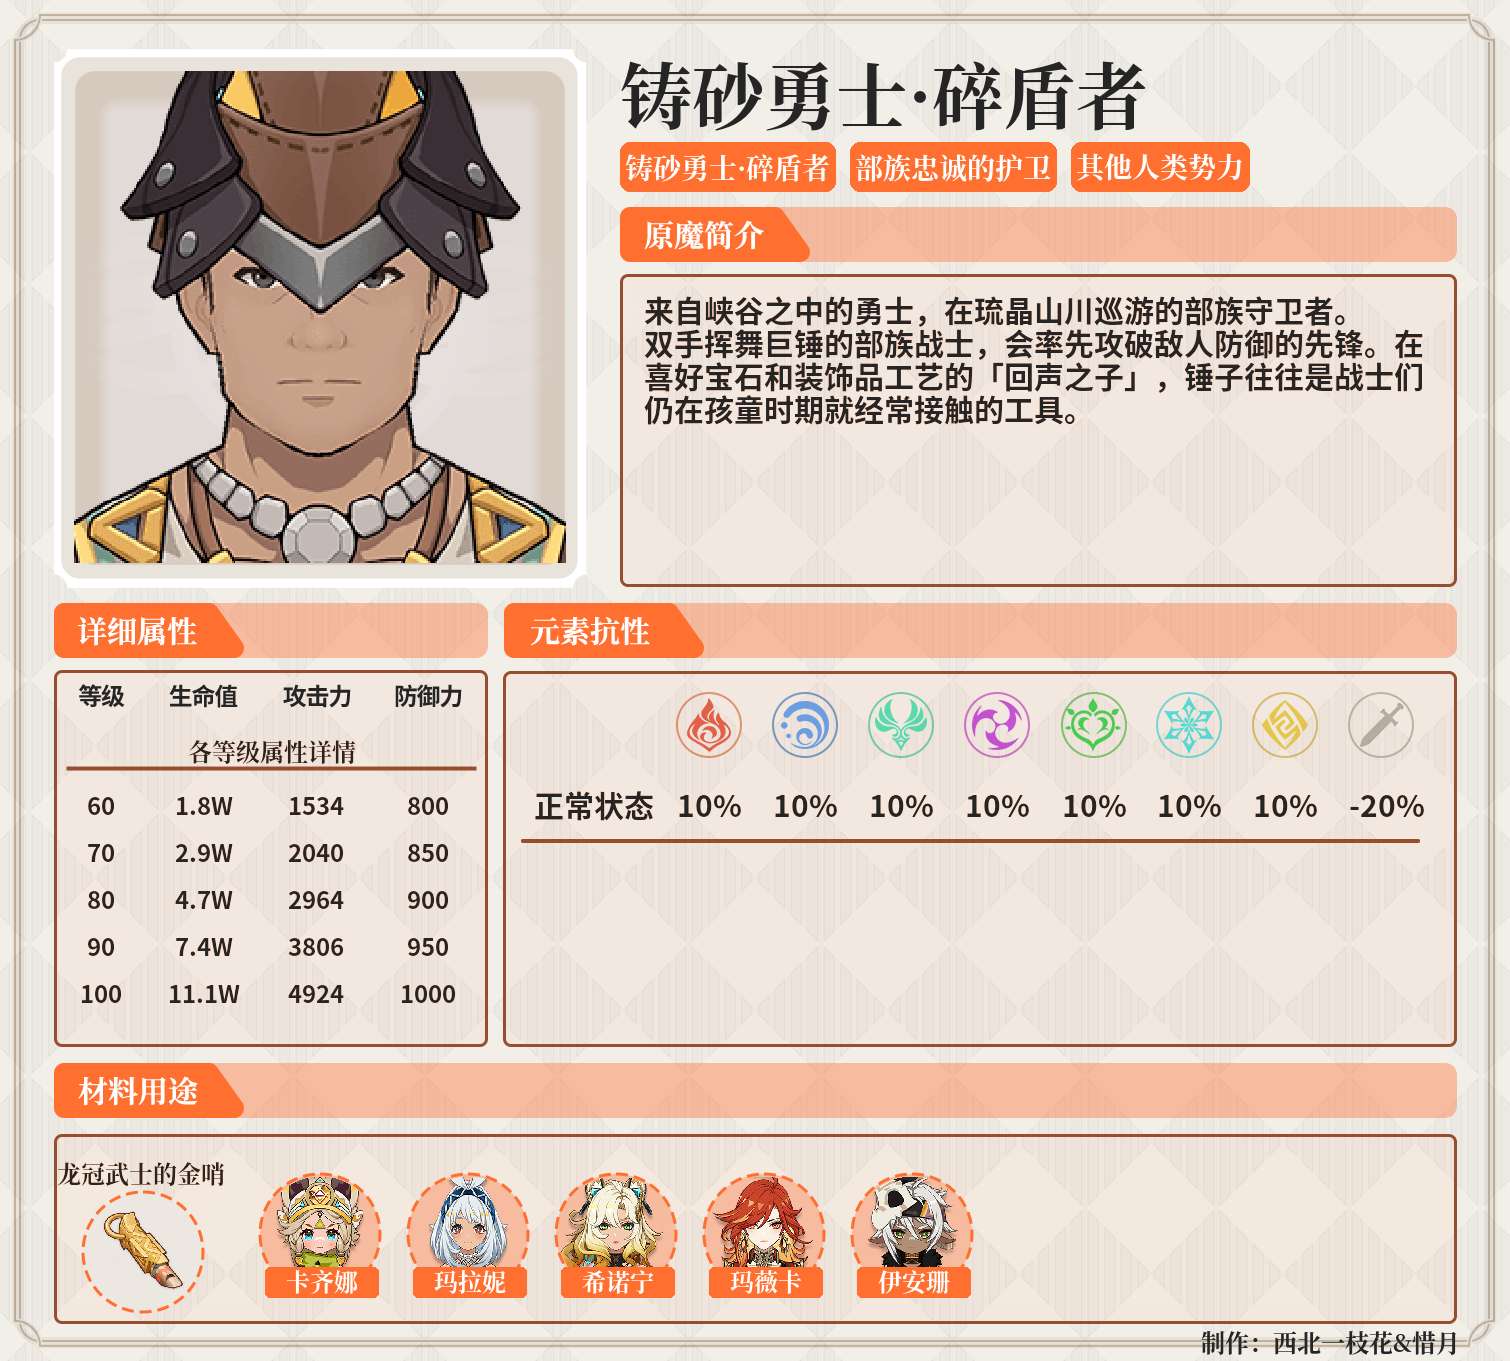 铸砂勇士·碎盾者
铸砂勇士·碎盾者 部族忠诚的护卫 其他人类势力
原魔简介
来自峡谷之中的勇士，在琉晶山川巡游的部族守卫者。
双手挥舞巨锤的部族战士，会率先攻破敌人防御的先锋。在
喜好宝石和装饰品工艺的「回声之子」，锤子往往是战士们
仍在孩童时期就经常接触的工具。
详细属性
等级 生命值 攻击力 防御力
各等级属性详情
60 1.8W 1534 800
70 2.9W 2040 850
80 4.7W 2964 900
90 7.4W 3806 950
100 11.1W 4924 1000
元素抗性
正常状态 10% 10% 10% 10% 10% 10% 10% -20%
材料用途
龙冠武士的金哨
卡齐娜 玛拉妮 希诺宁 玛薇卡 伊安珊
制作：西北一枝花&惜月